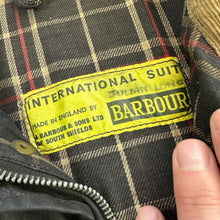 INTERNATIONAL SUIT
MADE IN ENGLAND BY
J BARBOUR & SONS LTD
SOUTH SHIELDS
BARBOUR